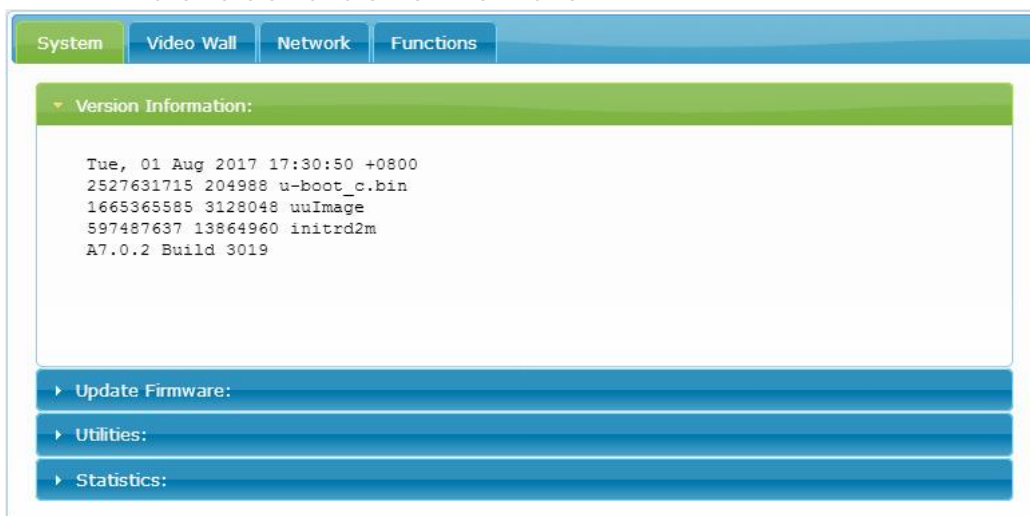 System Video Wall Network Functions
Version Information:
Tue, 01 Aug 2017 17:30:50 +0800
2527631715 204988 u-boot_c.bin
1665365585 3128048 uuImage
597487637 13864960 initrd2m
A7.0.2 Build 3019
Update Firmware:
Utilities:
Statistics: